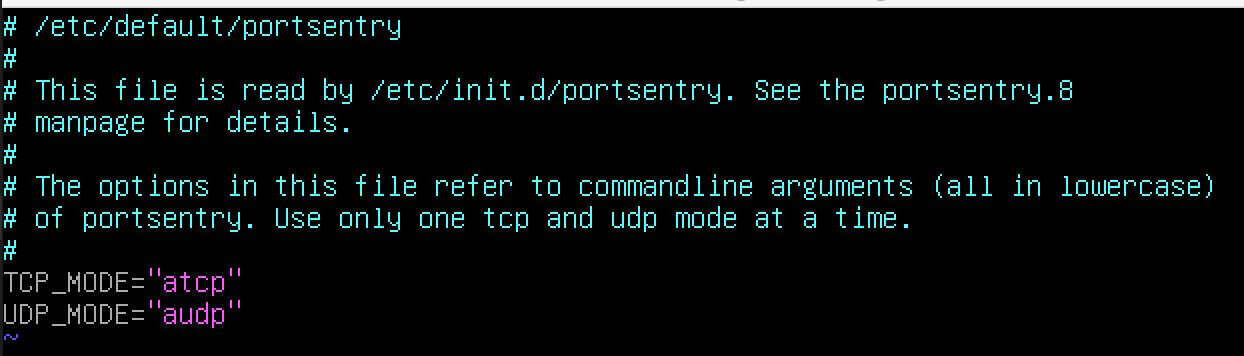 # /etc/default/portsentry
#
# This file is read by /etc/init.d/portsentry. See the portsentry.8
# manpage for details.
#
# The options in this file refer to commandline arguments (all in lowercase)
# of portsentry. Use only one tcp and udp mode at a time.
#
TCP_MODE="atcp"
UDP_MODE="audp"
~